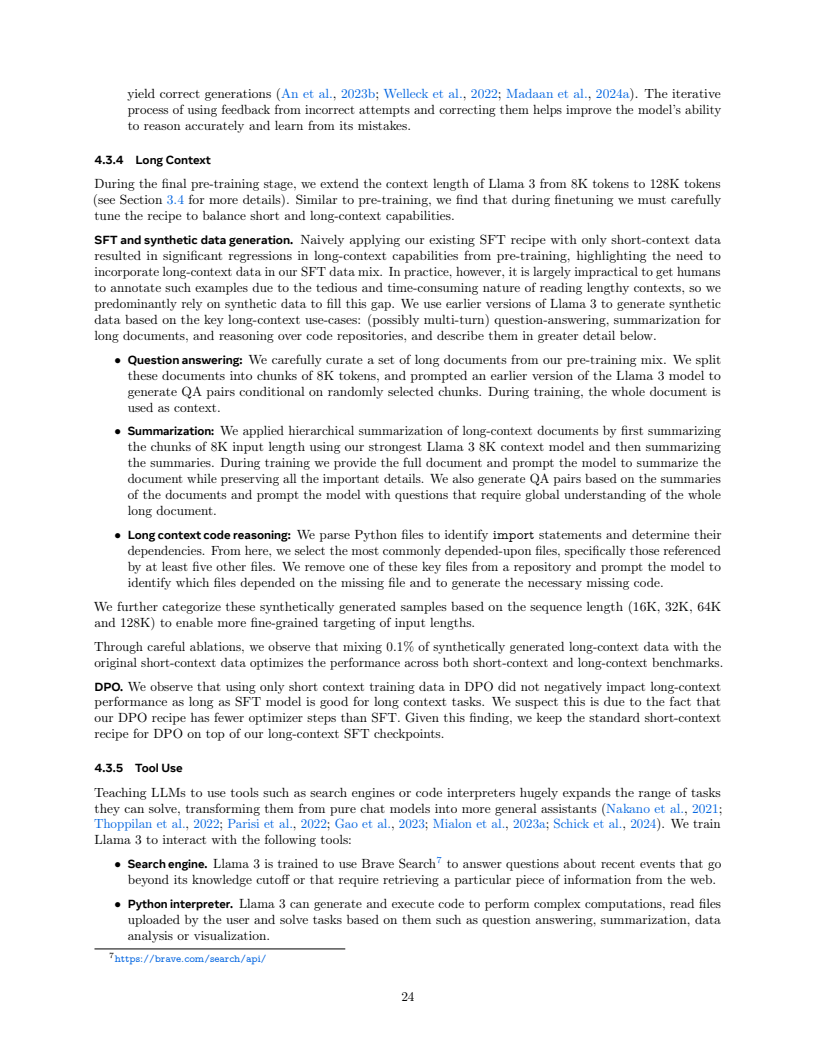 yield correct generations (An et al., 2023b; Welleck et al., 2022; Madaan et al., 2024a). The iterative
process of using feedback from incorrect attempts and correcting them helps improve the model's ability
to reason accurately and learn from its mistakes.
4.3.4 Long Context
During the final pre-training stage, we extend the context length of Llama 3 from 8K tokens to 128K tokens
(see Section 3.4 for more details). Similar to pre-training, we find that during finetuning we must carefully
tune the recipe to balance short and long-context capabilities.
SFT and synthetic data generation. Naively applying our existing SFT recipe with only short-context data
resulted in significant regressions in long-context capabilities from pre-training, highlighting the need to
incorporate long-context data in our SFT data mix. In practice, however, it is largely impractical to get humans
to annotate such examples due to the tedious and time-consuming nature of reading lengthy contexts, so we
predominantly rely on synthetic data to fill this gap. We use earlier versions of Llama 3 to generate synthetic
data based on the key long-context use-cases: (possibly multi-turn) question-answering, summarization for
long documents, and reasoning over code repositories, and describe them in greater detail below.
• Question answering: We carefully curate a set of long documents from our pre-training mix. We split
these documents into chunks of 8K tokens, and prompted an earlier version of the Llama 3 model to
generate QA pairs conditional on randomly selected chunks. During training, the whole document is
used as context.
• Summarization: We applied hierarchical summarization of long-context documents by first summarizing
the chunks of 8K input length using our strongest Llama 3 8K context model and then summarizing
the summaries. During training we provide the full document and prompt the model to summarize the
document while preserving all the important details. We also generate QA pairs based on the summaries
of the documents and prompt the model with questions that require global understanding of the whole
long document.
• Long context code reasoning: We parse Python files to identify import statements and determine their
dependencies. From here, we select the most commonly depended-upon files, specifically those referenced
by at least five other files. We remove one of these key files from a repository and prompt the model to
identify which files depended on the missing file and to generate the necessary missing code.
We further categorize these synthetically generated samples based on the sequence length (16K, 32K, 64K
and 128K) to enable more fine-grained targeting of input lengths.
Through careful ablations, we observe that mixing 0.1% of synthetically generated long-context data with the
original short-context data optimizes the performance across both short-context and long-context benchmarks.
DPO. We observe that using only short context training data in DPO did not negatively impact long-context
performance as long as SFT model is good for long context tasks. We suspect this is due to the fact that
our DPO recipe has fewer optimizer steps than SFT. Given this finding, we keep the standard short-context
recipe for DPO on top of our long-context SFT checkpoints.
4.3.5 Tool Use
Teaching LLMs to use tools such as search engines or code interpreters hugely expands the range of tasks
they can solve, transforming them from pure chat models into more general assistants (Nakano et al., 2021;
Thoppilan et al., 2022; Parisi et al., 2022; Gao et al., 2023; Mialon et al., 2023a; Schick et al., 2024). We train
Llama 3 to interact with the following tools:
• Search engine. Llama 3 is trained to use Brave Search7 to answer questions about recent events that go
beyond its knowledge cutoff or that require retrieving a particular piece of information from the web.
• Python interpreter. Llama 3 can generate and execute code to perform complex computations, read files
uploaded by the user and solve tasks based on them such as question answering, summarization, data
analysis or visualization.
7https://brave.com/search/api/
24